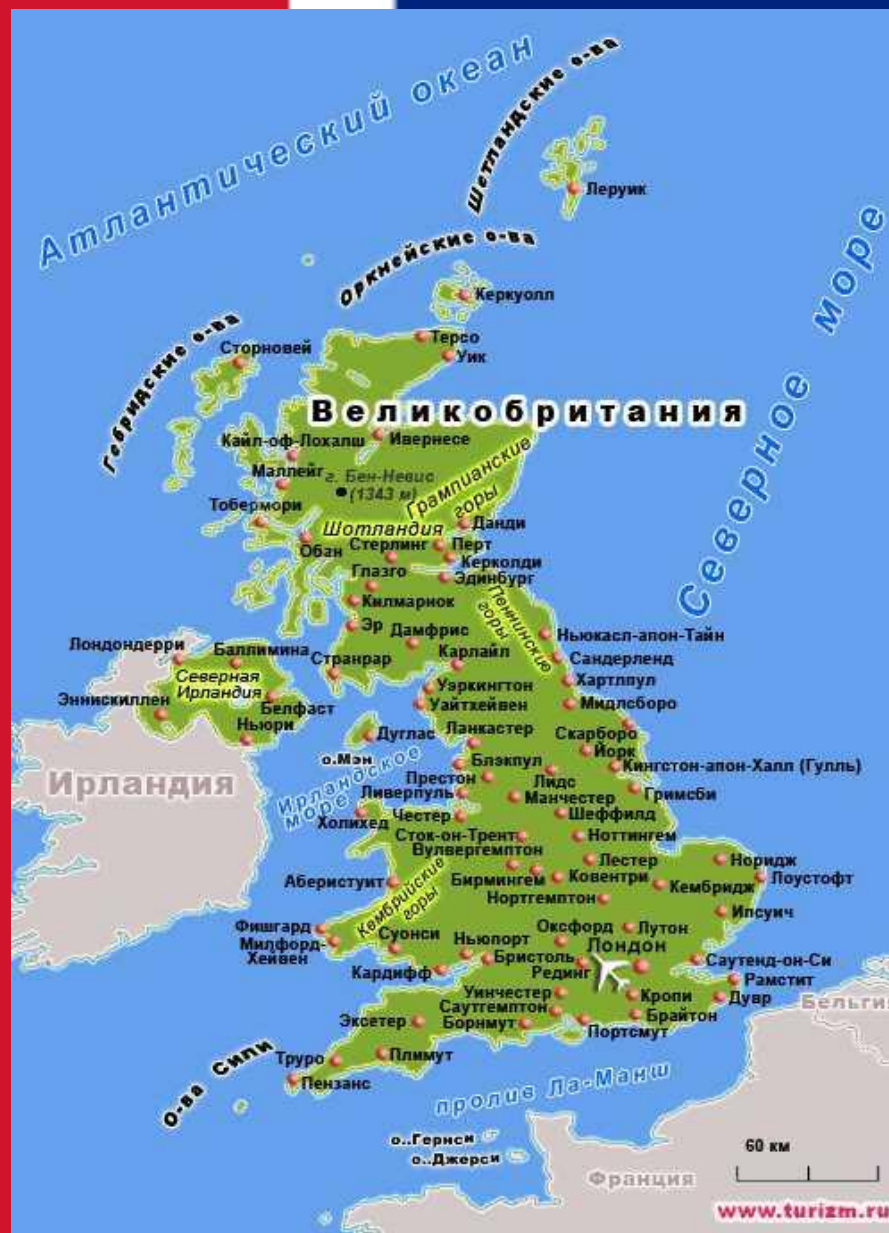 Атлантический океан
Шетландские о-ва
Леруик
Оркнейские о-ва
Керкуолл
Северное море
Гебридские о-ва
Сторновей
Терсо
Уик
Великобритания
Кайл-оф-Лохалш
Ивернесе
Маллейг
г. Бен-Невис
(1343 м)
Грампианские
горы
Тобермори
Шотландия
Данди
Обан
Стерлинг
Перт
Керколди
Глазго
Эдинбург
Килмарнок
Пеннинские
горы
Эр
Дамфрис
Ньюкасл-апон-Тайн
Лондондерри
Баллимина
Странрар
Карлайл
Сандерленд
Северная
Ирландия
Хартлпул
Эннискиллен
Белфаст
Уэркингтон
Уайтхейвен
Мидлсборо
Ньюри
Дуглас
Ланкастер
Скарборо
Йорк
о.Мэн
Блэкпул
Кингстон-апон-Халл (Гулль)
Ирландия
Ирландское
море
Престон
Лидс
Ливерпуль
Манчестер
Гримсби
Холихед
Честер
Шеффилд
Сток-он-Трент
Ноттингем
Вулвергемптон
Лестер
Норидж
Аберистуит
Бирмингем
Ковентри
Кембридж
Лоустофт
Кембрийские
горы
Нортгемптон
Ипсуич
Фишгард
Суонси
Оксфорд
Лутон
Милфорд-
Хейвен
Ньюпорт
Лондон
Бристоль
Саутенд-он-Си
Кардифф
Рединг
Рамстит
Уинчестер
Кропи
Дувр
Бельгия
Саутгемптон
Брайтон
Эксетер
Борнмут
Портсмут
О-ва Сили
Труро
Плимут
Пензанс
пролив Ла-Манш
о..Гернси
о..Джерси
60 км
Франция
www.turizm.ru